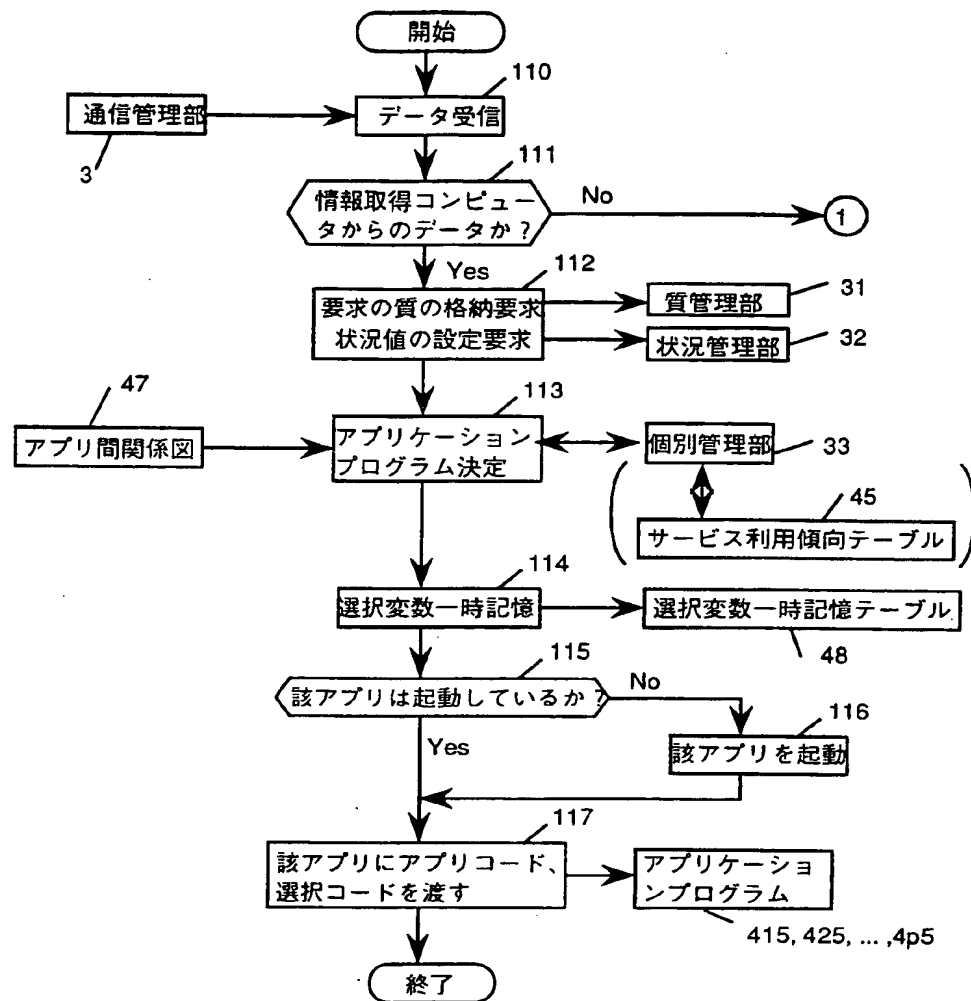 開始
110
通信管理部
データ受信
3
111
情報取得コンピュー
タからのデータか？
No
1
Yes
112
要求の質の格納要求
状況値の設定要求
質管理部
31
状況管理部
32
47
113
アプリ間関係図
アプリケーション
プログラム決定
個別管理部
33
45
サービス利用傾向テーブル
114
選択変数一時記憶
選択変数一時記憶テーブル
48
115
該アプリは起動しているか？
No
Yes
116
該アプリを起動
117
該アプリにアプリコード、
選択コードを渡す
アプリケーショ
ンプログラム
415, 425, ... ,4p5
終了